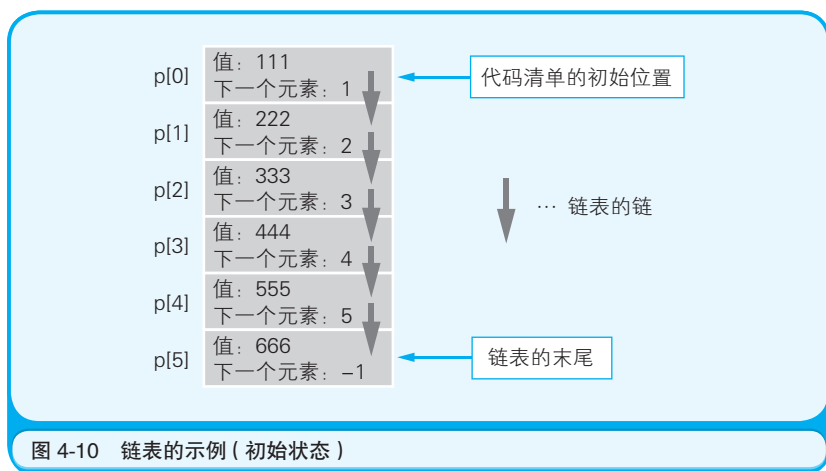 p[0]
值：111
下一个元素：1
代码清单的初始位置
p[1]
值：222
下一个元素：2
p[2]
值：333
下一个元素：3
… 链表的链
p[3]
值：444
下一个元素：4
p[4]
值：555
下一个元素：5
p[5]
值：666
下一个元素：–1
链表的末尾
图 4-10 链表的示例（初始状态）